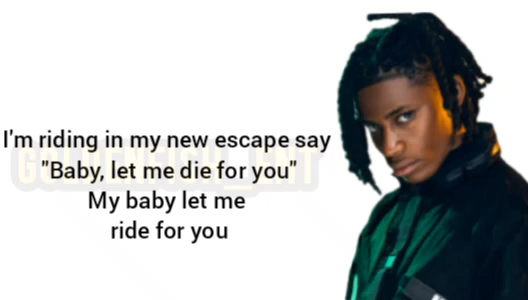 I'm riding in my new escape say
"Baby, let me die for you"
My baby let me
ride for you
GOLDENFISH_ENT